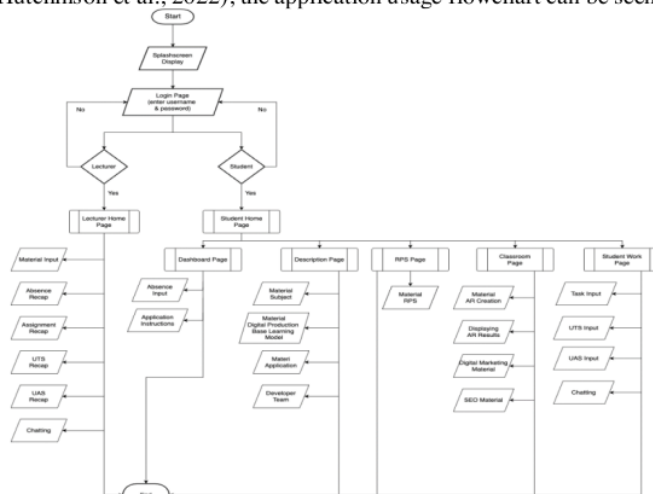 Hutchinson et al., 2022), the application usage flowchart can be seen
Start
Splashscreen
Display
Login Page
(enter username
& password)
No
No
Lecturer
Student
Yes
Yes
Lecturer Home
Page
Student Home
Page
Material Input
Absence
Recap
Assignment
Recap
UTS
Recap
UAS
Recap
Chatting
Dashboard Page
Absence
Input
Application
Instructions
Description Page
Material
Subject
Material
Digital Production
Base Learning
Model
Materi
Application
Developer
Team
RPS Page
Material
RPS
Classroom
Page
Material
AR Creation
Displaying
AR Results
Digital Marketing
Material
SEO Material
Student Work
Page
Task Input
UTS Input
UAS Input
Chatting